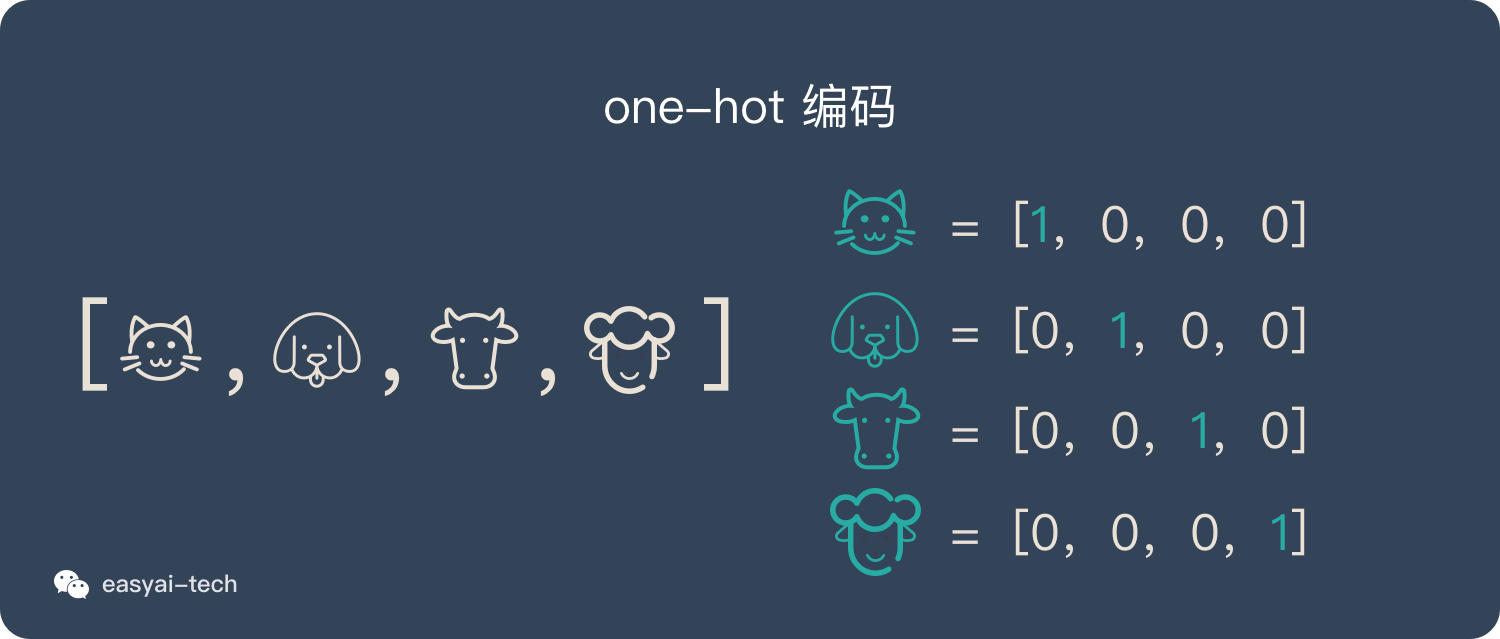 one-hot 编码
[ , , , ]
= [1, 0, 0, 0]
= [0, 1, 0, 0]
= [0, 0, 1, 0]
= [0, 0, 0, 1]
easyai-tech